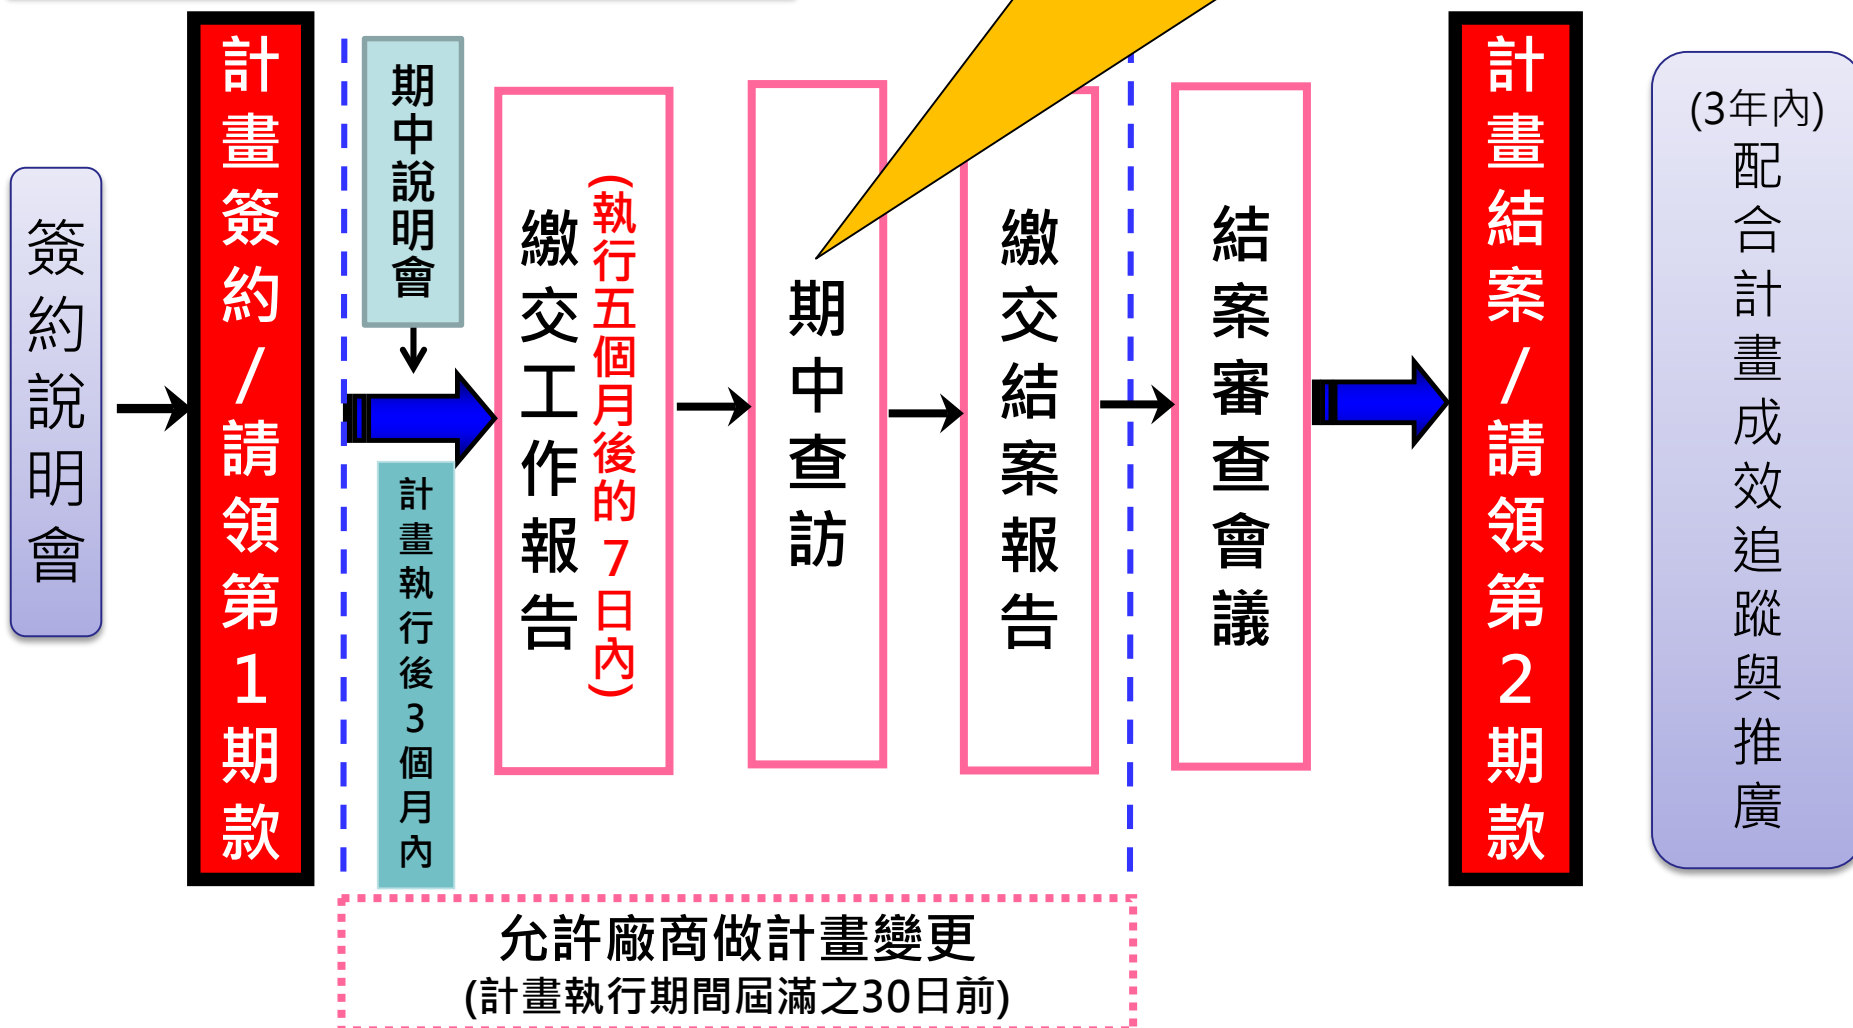 簽約說明會
計畫簽約/請領第1期款
期中說明會
計畫執行後3個月內
繳交工作報告
(執行五個月後的7日內)
期中查訪
繳交結案報告
結案審查會議
計畫結案/請領第2期款
(3年內)
配合計畫成效追蹤與推廣
允許廠商做計畫變更
(計畫執行期間屆滿之30日前)